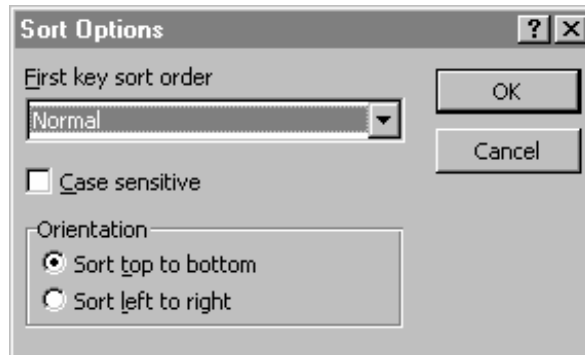 Sort Options
First key sort order
OK
Normal
Cancel
Case sensitive
Orientation
Sort top to bottom
Sort left to right